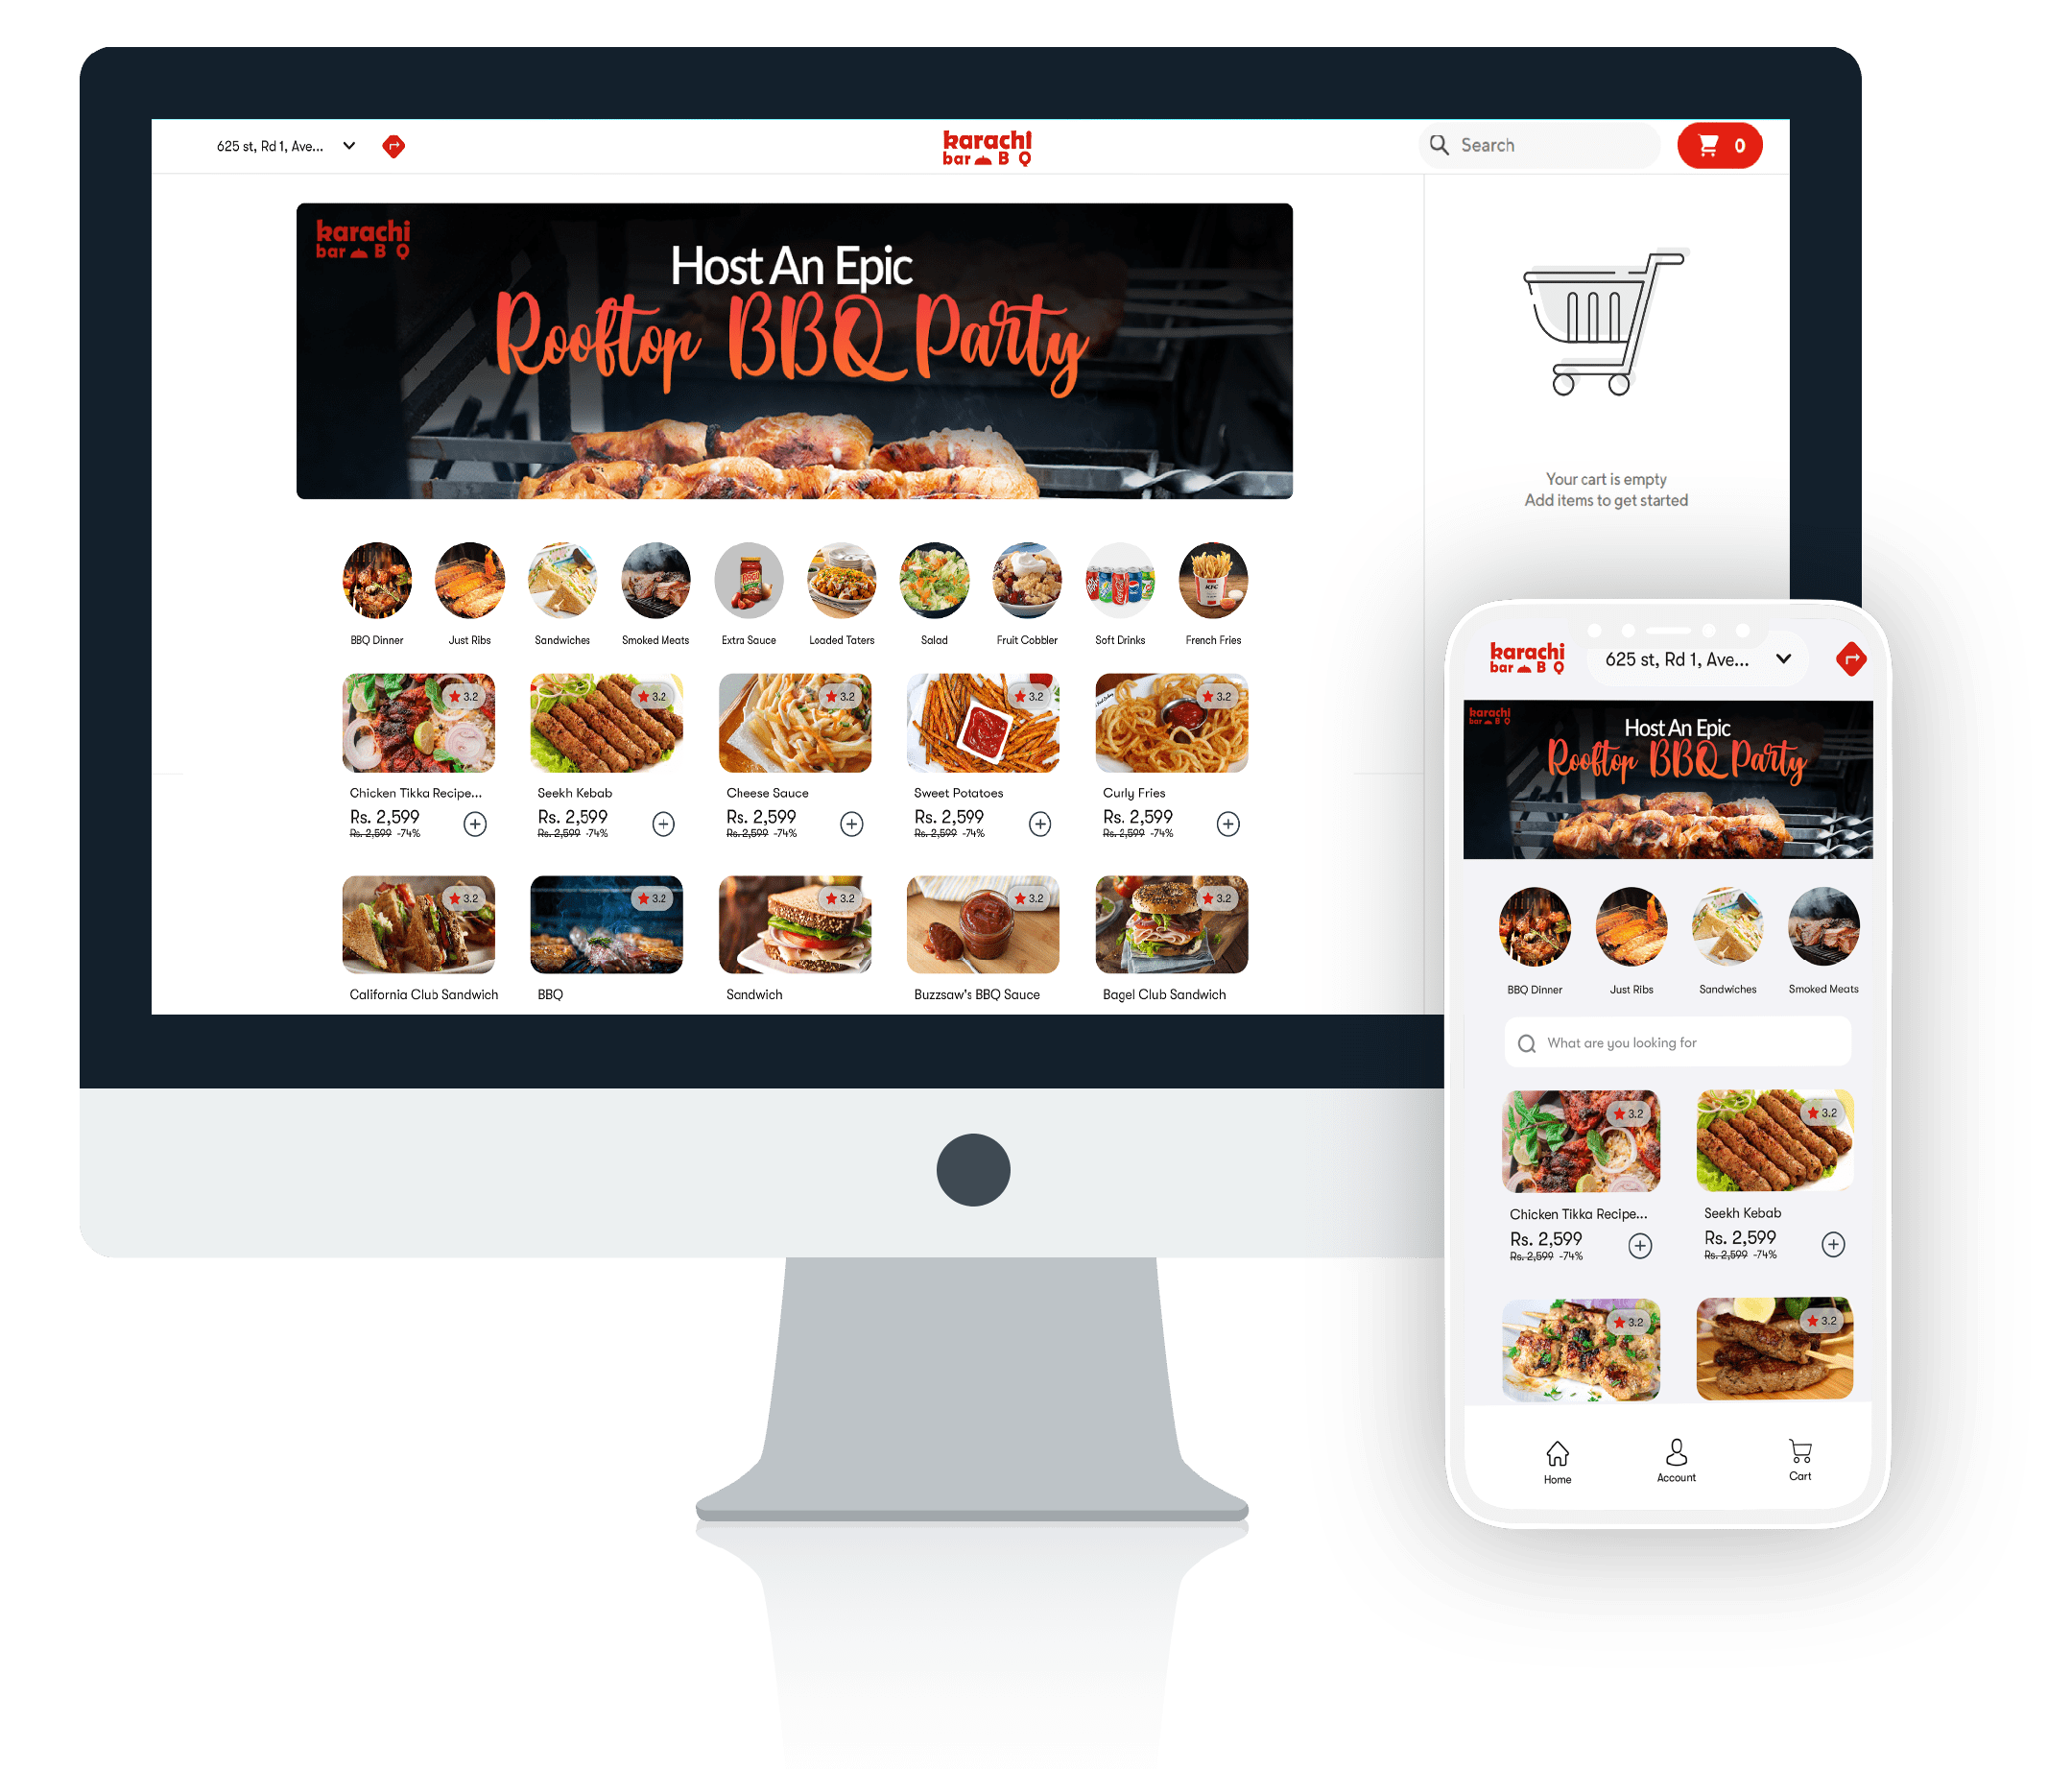 625 st, Rd 1, Ave...
karachi
bar B Q
Search
0
karachi
bar B Q
Host An Epic
Rooftop BBQ Party
Your cart is empty
Add items to get started
BBQ Dinner
Just Ribs
Sandwiches
Smoked Meats
Extra Sauce
Loaded Taters
Salad
Fruit Cobbler
Soft Drinks
French Fries
3.2
3.2
3.2
3.2
3.2
Chicken Tikka Recipe...
Seekh Kebab
Cheese Sauce
Sweet Potatoes
Curly Fries
Rs. 2,599
Rs. 2,599
Rs. 2,599
Rs. 2,599
Rs. 2,599
Rs. 2,599 -74%
Rs. 2,599 -74%
Rs. 2,599 -74%
Rs. 2,599 -74%
Rs. 2,599 -74%
3.2
3.2
3.2
3.2
3.2
California Club Sandwich
BBQ
Sandwich
Buzzsaw's BBQ Sauce
Bagel Club Sandwich
karachi
bar B Q
625 st, Rd 1, Ave...
karachi
bar B Q
Host An Epic
Rooftop BBQ Party
BBQ Dinner
Just Ribs
Sandwiches
Smoked Meats
What are you looking for
3.2
3.2
Chicken Tikka Recipe...
Seekh Kebab
Rs. 2,599
Rs. 2,599
Rs. 2,599 -74%
Rs. 2,599 -74%
3.2
3.2
Home
Account
Cart